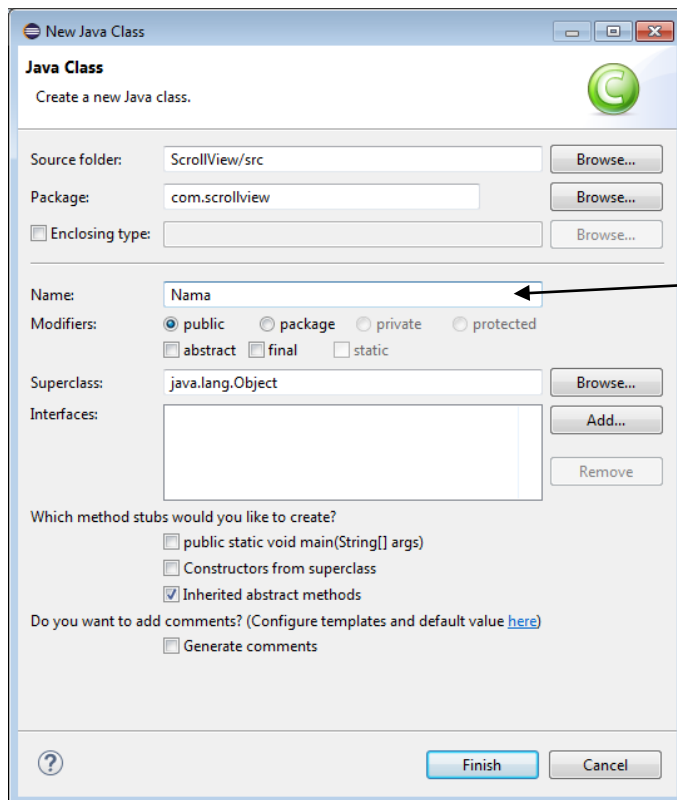 New Java Class
Java Class
Create a new Java class.
Source folder: ScrollView/src Browse...
Package: com.scrollview Browse...
Enclosing type: Browse...
Name: Nama
Modifiers: public package private protected
abstract final static
Superclass: java.lang.Object Browse...
Interfaces: Add...
Remove
Which method stubs would you like to create?
public static void main(String[] args)
Constructors from superclass
Inherited abstract methods
Do you want to add comments? (Configure templates and default value here)
Generate comments
? Finish Cancel